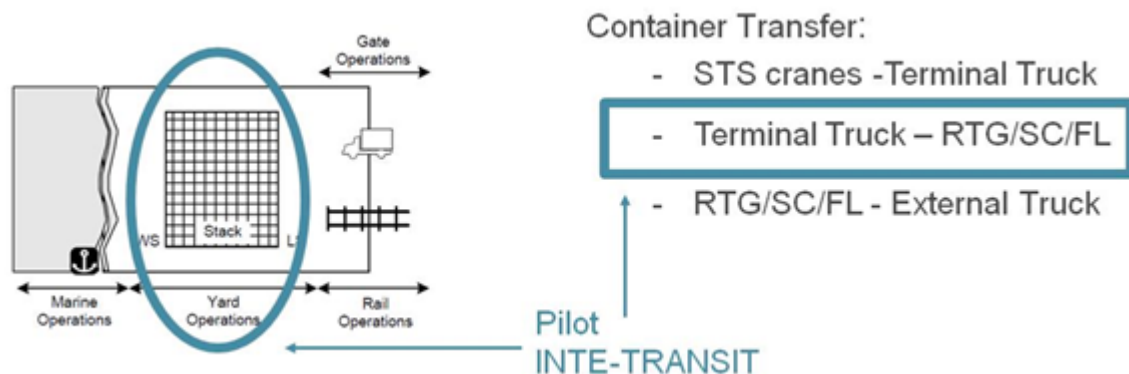 Gate
Operations
Stack
WS
Marine
Operations
Yard
Operations
Rail
Operations
Container Transfer:
- STS cranes -Terminal Truck
- Terminal Truck – RTG/SC/FL
- RTG/SC/FL - External Truck
Pilot
INTE-TRANSIT